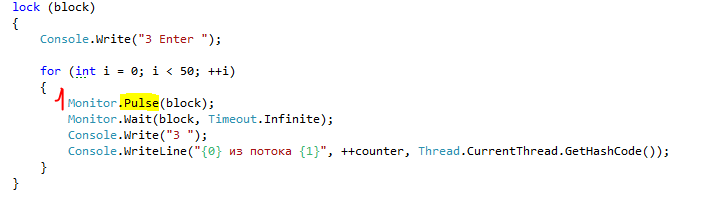 lock (block)
{
Console.Write("3 Enter ");
for (int i = 0; i < 50; ++i)
{
1 Monitor.Pulse(block);
Monitor.Wait(block, Timeout.Infinite);
Console.Write("3 ");
Console.WriteLine("{0} из потока {1}", ++counter, Thread.CurrentThread.GetHashCode());
}
}